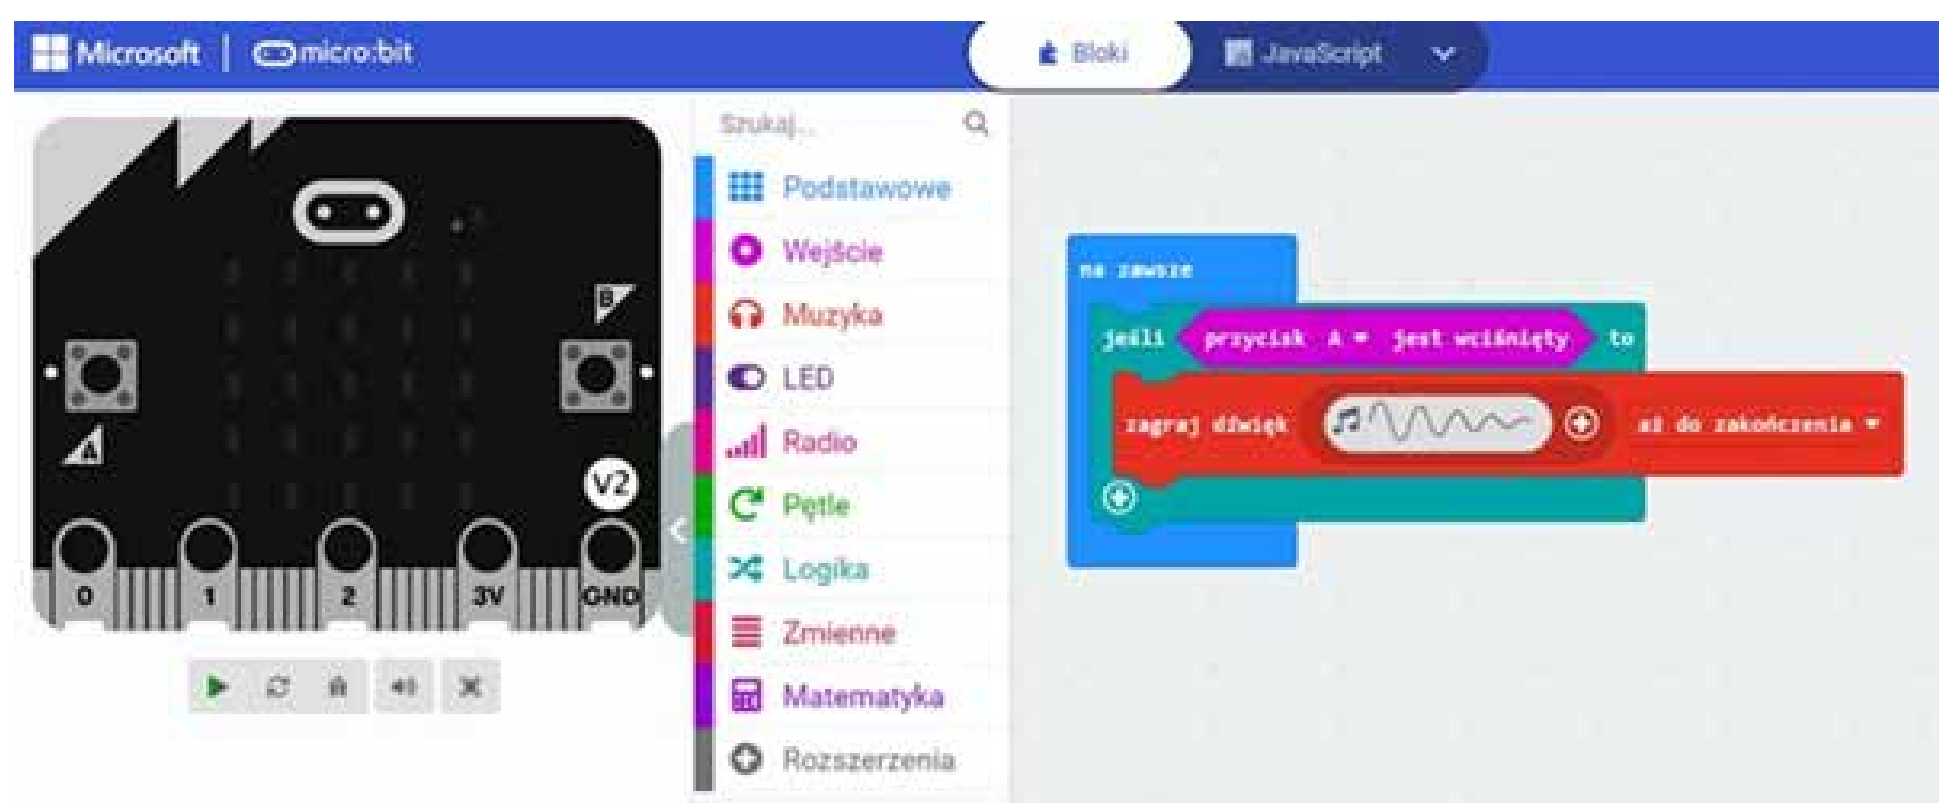 Microsoft micro:bit
Bloki
JavaScript
Szukaj...
Podstawowe
Wejście
Muzyka
LED
Radio
Pętle
Logika
Zmienne
Matematyka
Rozszerzenia
B
A
V2
0 1 2 3V GND
na zawsze
jeśli przycisk A jest wciśnięty to
zagraj dźwięk aż do zakończenia